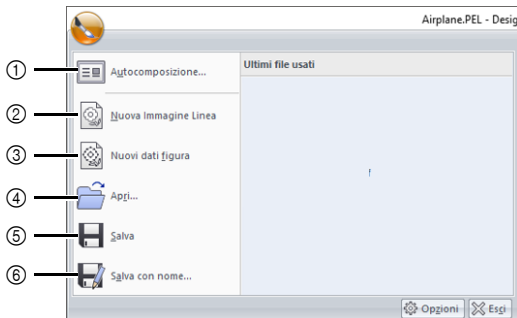 Airplane.PEL - Desig
① Autocomposizione...
Ultimi file usati
② Nuova Immagine Linea
③ Nuovi dati figura
!
④ Apri...
⑤ Salva
⑥ Salva con nome...
Opzioni
Esci